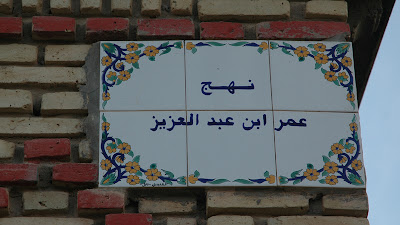 نهج
عمر ابن عبد العزيز